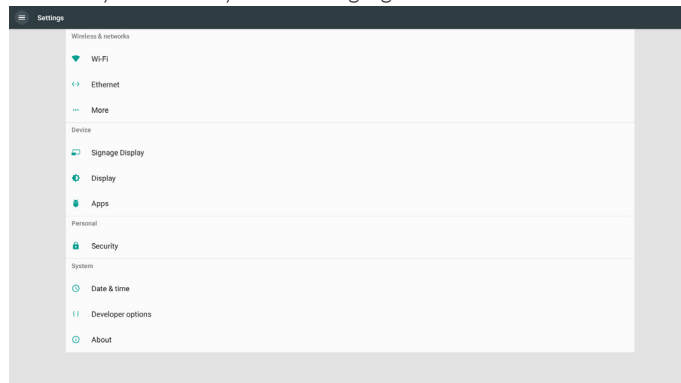 Settings
Wireless & networks
Wi-Fi
Ethernet
More
Device
Signage Display
Display
Apps
Personal
Security
System
Date & time
Developer options
About